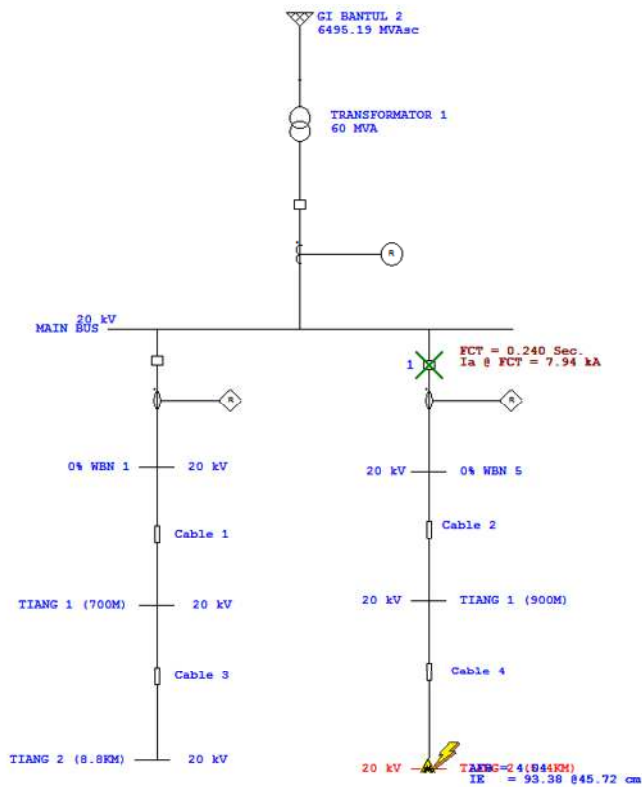 GI BANTUL 2
6495.19 MVAsc
TRANSFORMATOR 1
60 MVA
R
20 kV
MAIN BUS
1
FCT = 0.240 Sec.
Ia @ FCT = 7.94 kA
R
R
0% WBN 1
20 kV
20 kV
0% WBN 5
Cable 1
Cable 2
TIANG 1 (700M)
20 kV
20 kV
TIANG 1 (900M)
Cable 3
Cable 4
TIANG 2 (8.8KM)
20 kV
20 kV
IE = 93.38 @45.72 cm